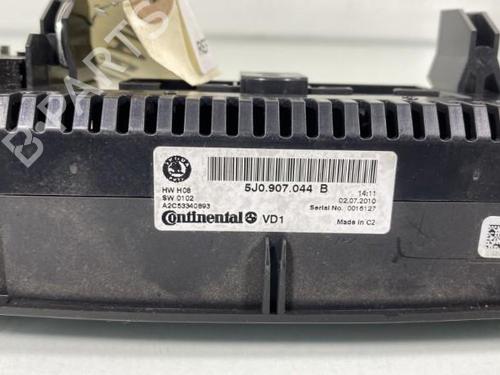 B-PARTS
SKODA
5J0.907.044 B
HW H08
SW 0102
A2C53340893
14:11
02.07.2010
Serial No. 0016127
Continental VD1
Made in CZ